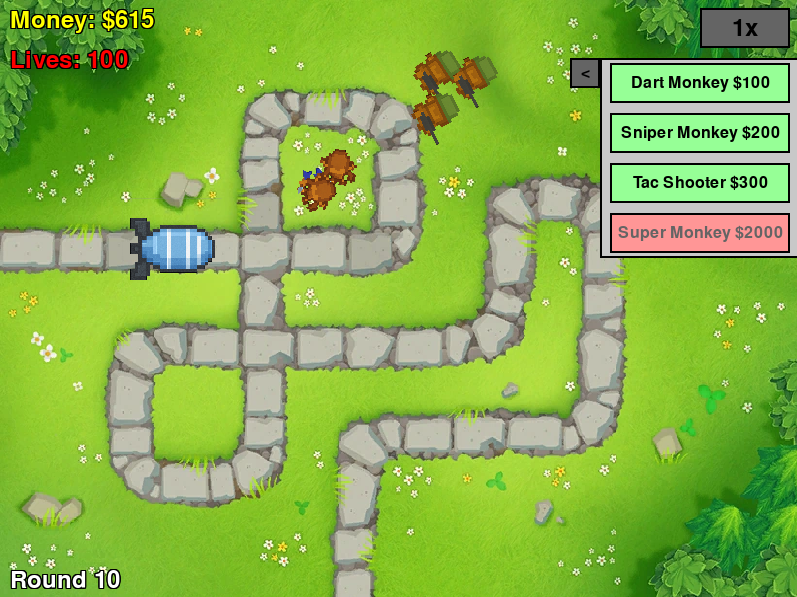 Money: $615
Lives: 100
1x
<
Dart Monkey $100
Sniper Monkey $200
Tac Shooter $300
Super Monkey $2000
Round 10